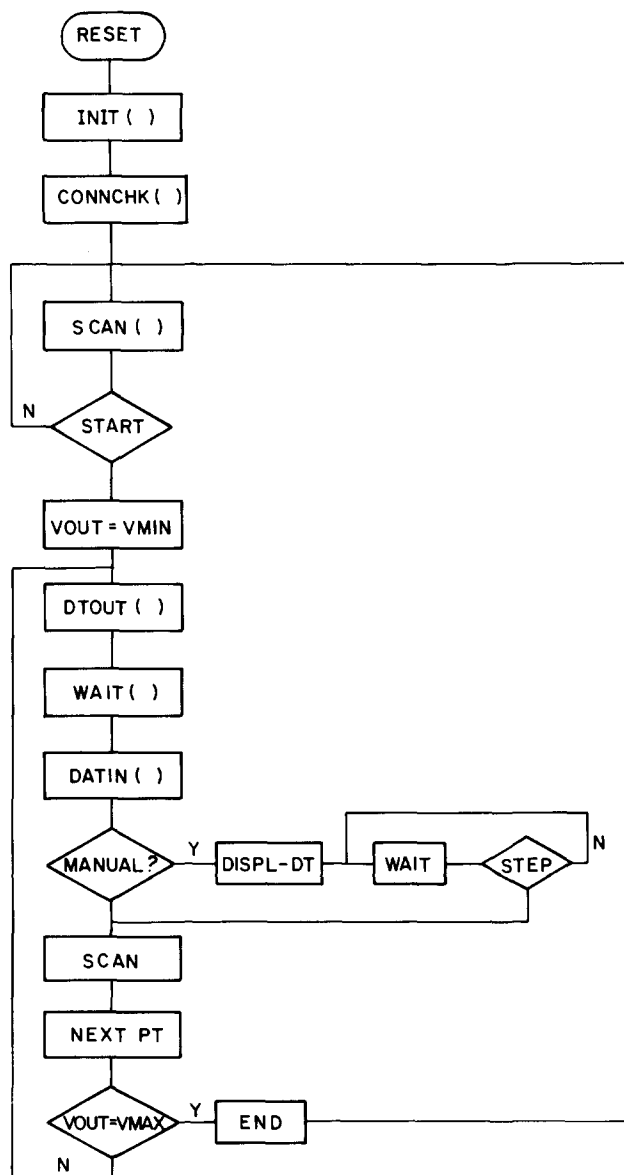 RESET
INIT ( )
CONNCHK ( )
SCAN ( )
N
START
VOUT = VMIN
DTOUT ( )
WAIT ( )
DATIN ( )
MANUAL? Y DISPL-DT WAIT STEP N
SCAN
NEXT PT
VOUT=VMAX Y END
N